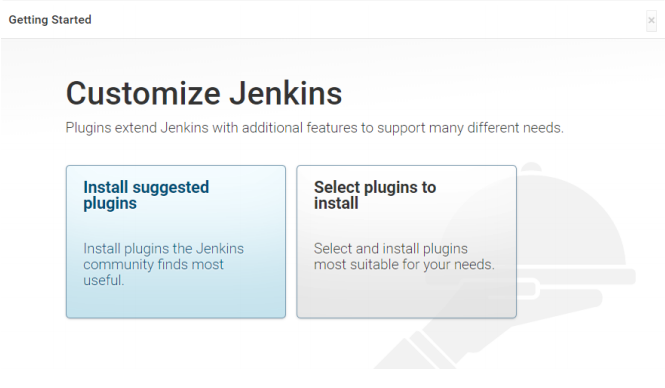 Getting Started
×
Customize Jenkins
Plugins extend Jenkins with additional features to support many different needs.
Install suggested
plugins
Install plugins the Jenkins
community finds most
useful.
Select plugins to
install
Select and install plugins
most suitable for your needs.